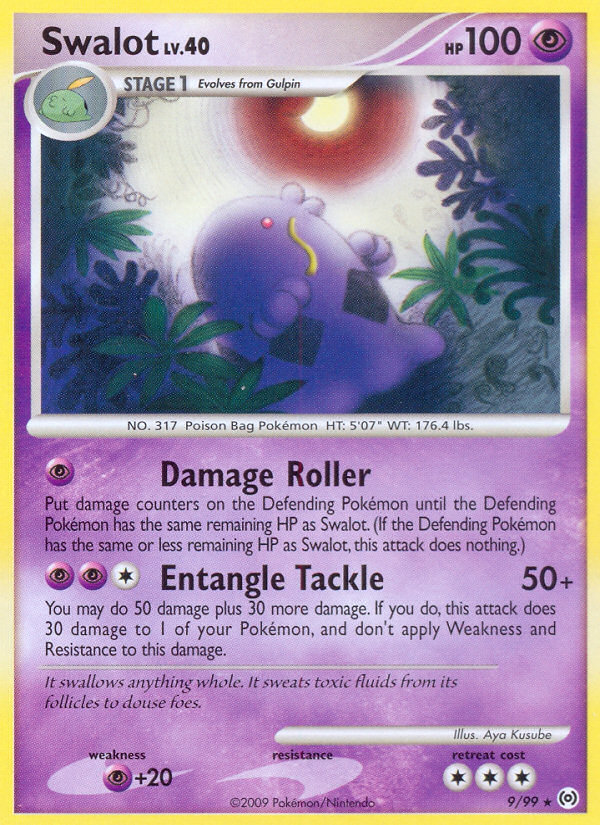 Swalot LV.40 HP 100
STAGE 1 Evolves from Gulpin
NO. 317 Poison Bag Pokémon HT: 5'07" WT: 176.4 lbs.
Damage Roller
Put damage counters on the Defending Pokémon until the Defending
Pokémon has the same remaining HP as Swalot. (If the Defending Pokémon
has the same or less remaining HP as Swalot, this attack does nothing.)
Entangle Tackle 50+
You may do 50 damage plus 30 more damage. If you do, this attack does
30 damage to 1 of your Pokémon, and don't apply Weakness and
Resistance to this damage.
It swallows anything whole. It sweats toxic fluids from its
follicles to douse foes.
Illus. Aya Kusube
weakness resistance retreat cost
+20
©2009 Pokémon/Nintendo 9/99 ★